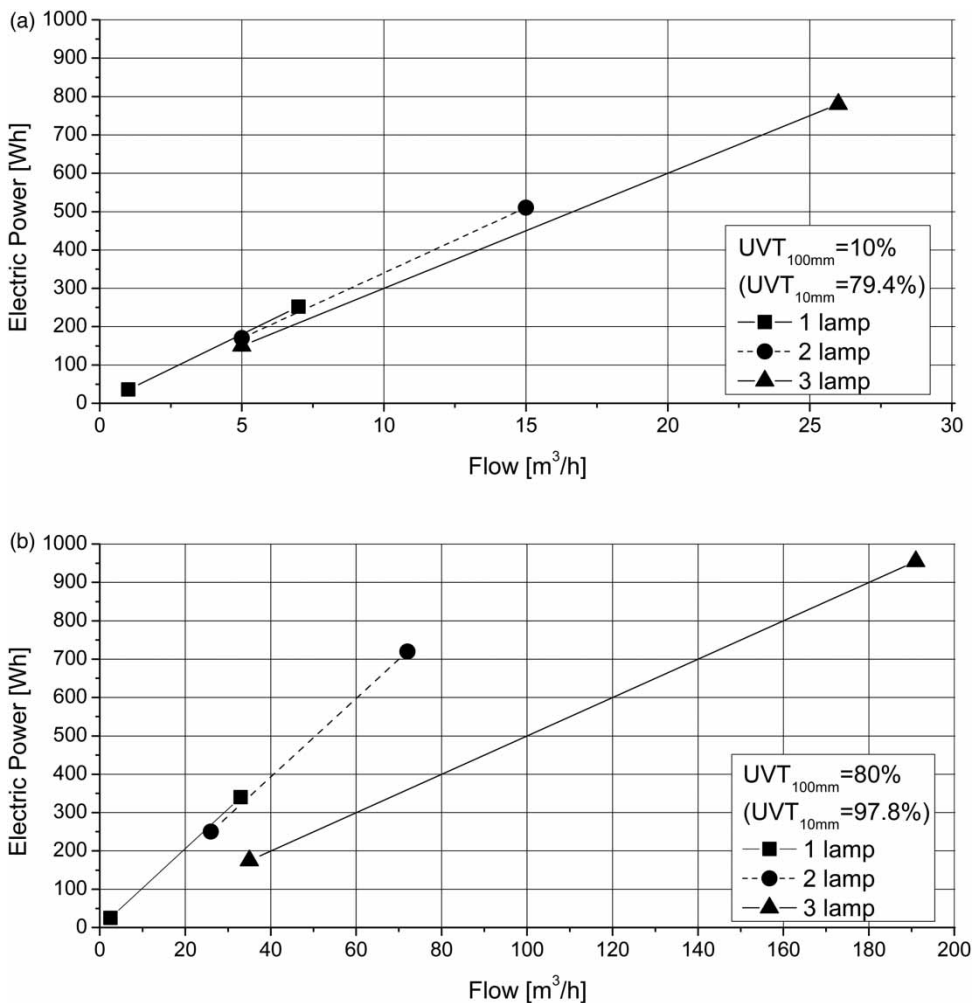 (a)
1000
900
800
700
600
500
400
300
200
100
0
Electric Power [Wh]
0 5 10 15 20 25 30
Flow [m³/h]
UVT₁₀₀ₘₘ=10%
(UVT₁₀ₘₘ=79.4%)
1 lamp
2 lamp
3 lamp
(b)
1000
900
800
700
600
500
400
300
200
100
0
Electric Power [Wh]
0 20 40 60 80 100 120 140 160 180 200
Flow [m³/h]
UVT₁₀₀ₘₘ=80%
(UVT₁₀ₘₘ=97.8%)
1 lamp
2 lamp
3 lamp